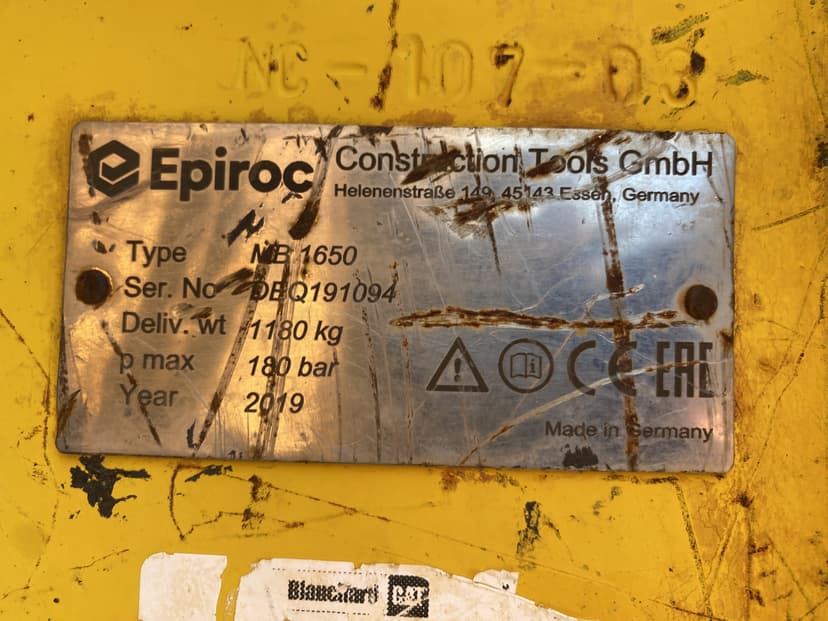 NC-107-03
Epiroc Construction Tools GmbH
Helenenstraße 149, 45143 Essen, Germany
Type MB 1650
Ser. No DEQ191094
Deliv. wt 1180 kg
p max 180 bar
Year 2019
CE EAC
Made in Germany
Blanchard CAT